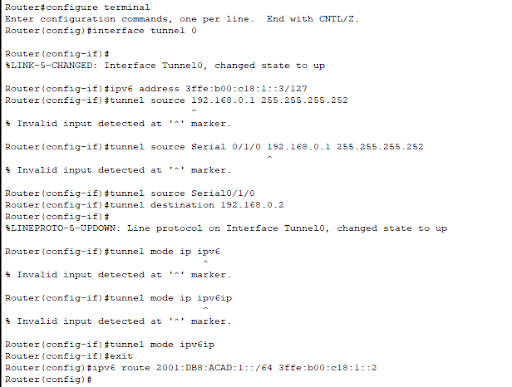 Router#configure terminal
Enter configuration commands, one per line.  End with CNTL/Z.
Router(config)#interface tunnel 0
Router(config-if)#
%LINK-5-CHANGED: Interface Tunnel0, changed state to up
Router(config-if)#ipv6 address 3ffe:b00:c18:1::3/127
Router(config-if)#tunnel source 192.168.0.1 255.255.255.252
^
% Invalid input detected at '^' marker.
Router(config-if)#tunnel source Serial 0/1/0 192.168.0.1 255.255.255.252
^
% Invalid input detected at '^' marker.
Router(config-if)#tunnel source Serial0/1/0
Router(config-if)#tunnel destination 192.168.0.2
Router(config-if)#
%LINEPROTO-5-UPDOWN: Line protocol on Interface Tunnel0, changed state to up
Router(config-if)#tunnel mode ip ipv6
^
% Invalid input detected at '^' marker.
Router(config-if)#tunnel mode ip ipv6ip
^
% Invalid input detected at '^' marker.
Router(config-if)#tunnel mode ipv6ip
Router(config-if)#exit
Router(config)#ipv6 route 2001:DB8:ACAD:1::/64 3ffe:b00:c18:1::2
Router(config)#